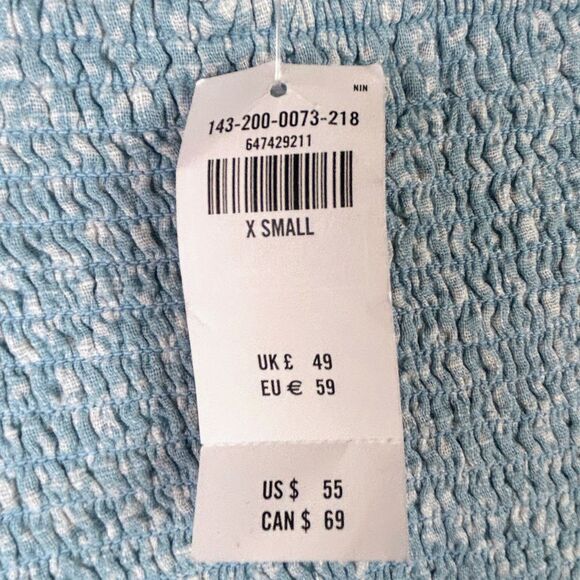 NIN
143-200-0073-218
647429211
X SMALL
UK £ 49
EU € 59
US $ 55
CAN $ 69